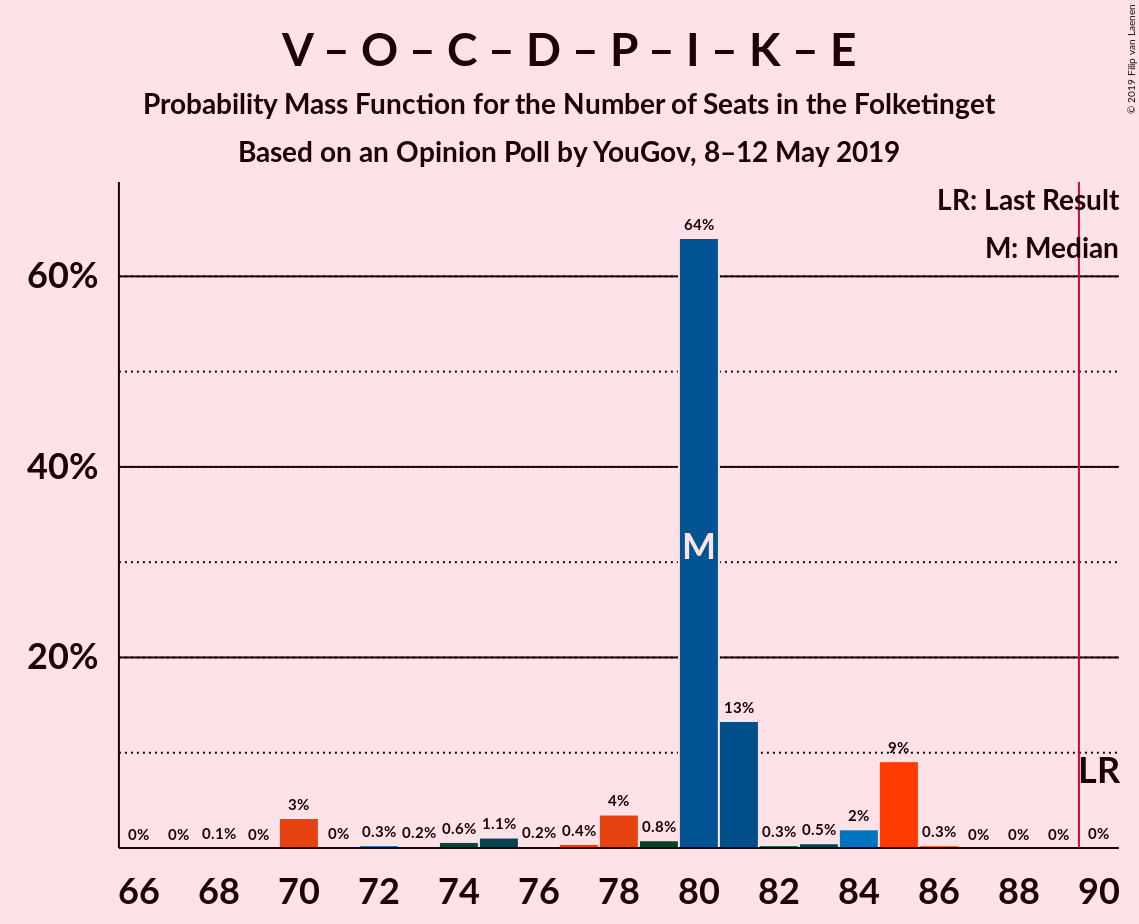 V – O – C – D – P – I – K – E
Probability Mass Function for the Number of Seats in the Folketinget
Based on an Opinion Poll by YouGov, 8–12 May 2019
© 2019 Filip van Laenen
LR: Last Result
M: Median
60%
40%
20%
64%
M
13%
9%
LR
3%
4%
2%
0% 0% 0.1% 0% 0% 0.3% 0.2% 0.6% 1.1% 0.2% 0.4% 0.8% 0.3% 0.5% 0.3% 0% 0% 0% 0%
66 68 70 72 74 76 78 80 82 84 86 88 90